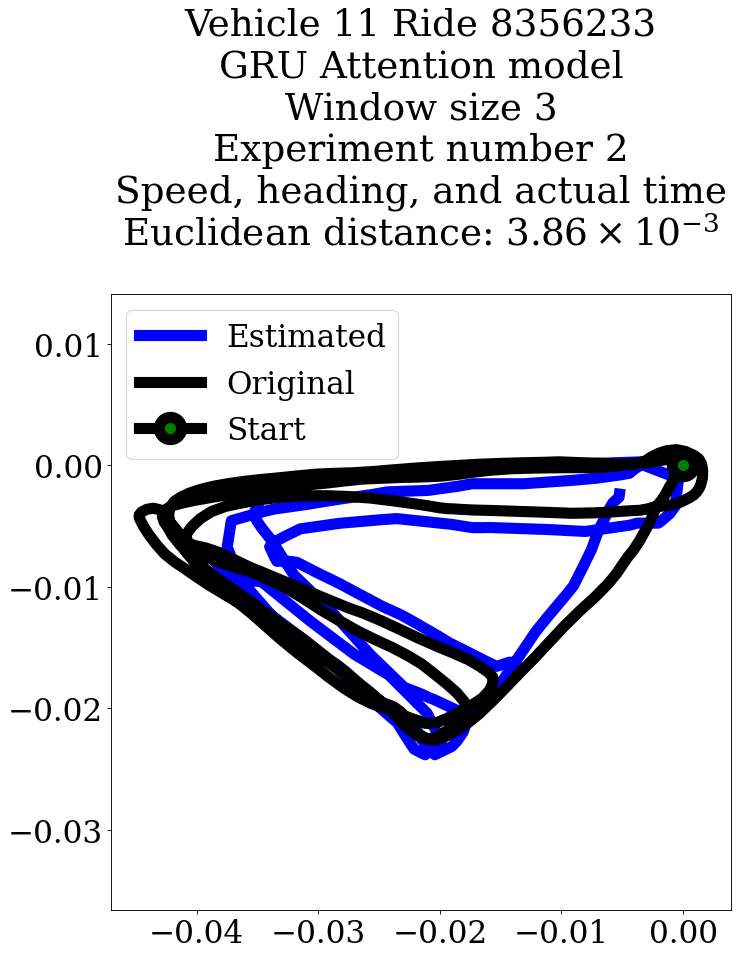 Vehicle 11 Ride 8356233
GRU Attention model
Window size 3
Experiment number 2
Speed, heading, and actual time
Euclidean distance: 3.86 × 10⁻³
Estimated
Original
Start
0.01
0.00
−0.01
−0.02
−0.03
−0.04 −0.03 −0.02 −0.01 0.00